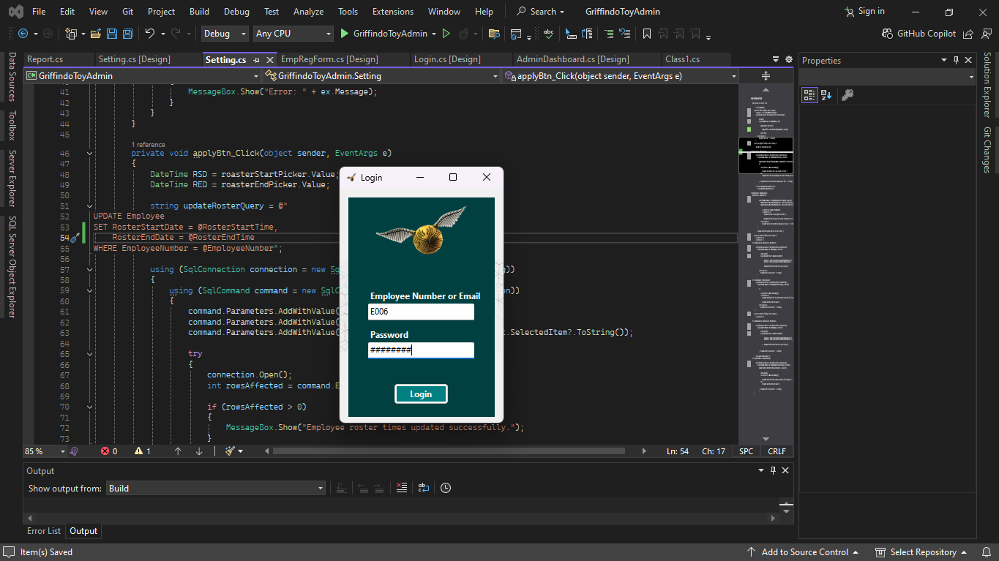 File Edit View Git Project Build Debug Test Analyze Tools Extensions Window Help Search GriffindoToyAdmin Sign in
Debug Any CPU GriffindoToyAdmin GitHub Copilot
Report.cs Setting.cs [Design] Setting.cs EmpRegForm.cs [Design] Login.cs [Design] AdminDashboard.cs [Design] Class1.cs
GriffindoToyAdmin GriffindoToyAdmin.Setting applyBtn_Click(object sender, EventArgs e)
Data Sources
Toolbox
Server Explorer
SQL Server Object Explorer
41 MessageBox.Show("Error: " + ex.Message);
42 }
43 }
44 }
45
1 reference
46 private void applyBtn_Click(object sender, EventArgs e)
47 {
48 DateTime RSD = roasterStartPicker.Value;
49 DateTime RED = roasterEndPicker.Value;
50
51 string updateRosterQuery = @"
52 UPDATE Employee
53 SET RosterStartDate = @RosterStartTime,
54 RosterEndDate = @RosterEndTime
55 WHERE EmployeeNumber = @EmployeeNumber";
56
57 using (SqlConnection connection = new Sq g))
58 {
59 using (SqlCommand command = new SqlC on))
60 {
61 command.Parameters.AddWithValue(
62 command.Parameters.AddWithValue(
63 command.Parameters.AddWithValue( .SelectedItem?.ToString());
64
65 try
66 {
67 connection.Open();
68 int rowsAffected = command.E
69
70 if (rowsAffected > 0)
71 {
72 MessageBox.Show("Employee roster times updated successfully.");
73 }
Login
Employee Number or Email
E006
Password
########
Login
85 % 0 1 Ln: 54 Ch: 17 SPC CRLF
Output
Show output from: Build
Error List Output
Properties
Solution Explorer
Git Changes
Item(s) Saved Add to Source Control Select Repository